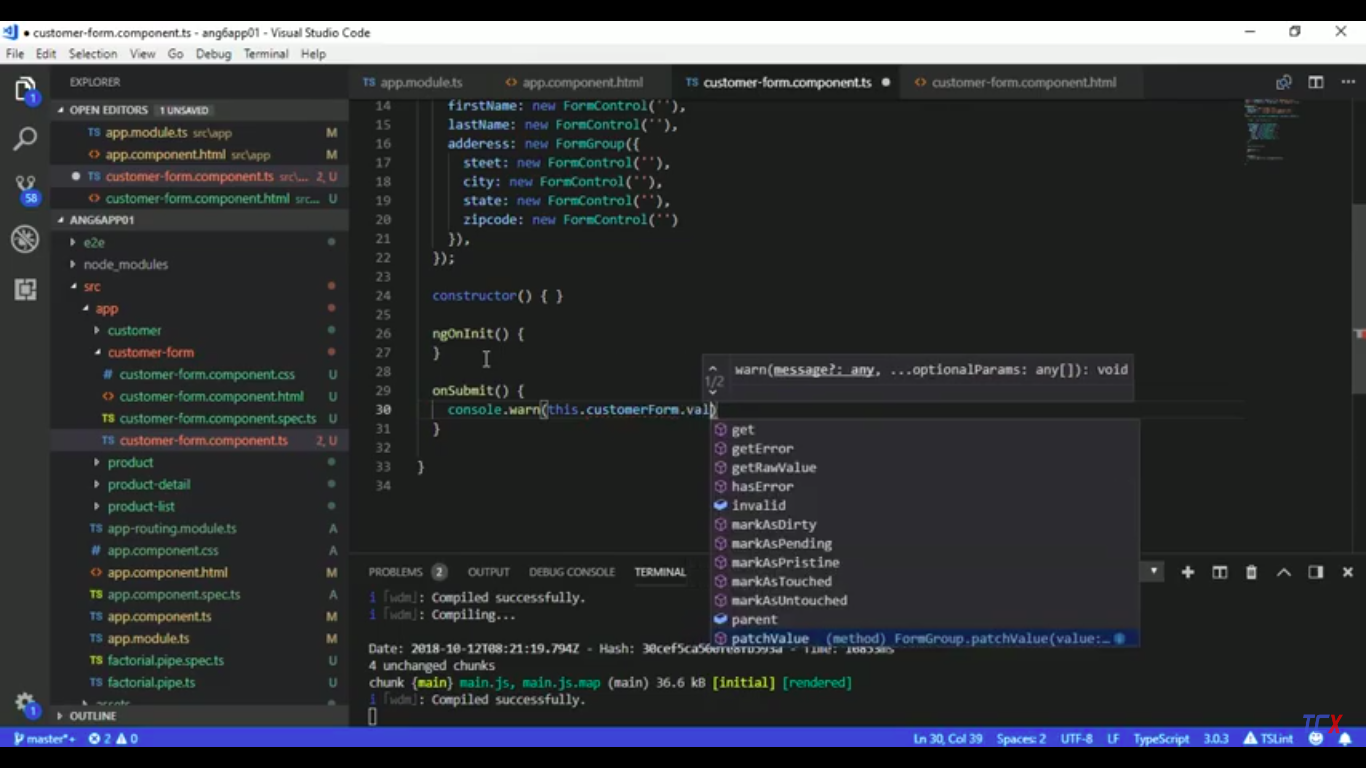 customer-form.component.ts - ang6app01 - Visual Studio Code
File Edit Selection View Go Debug Terminal Help
EXPLORER
OPEN EDITORS 1 UNSAVED
TS app.module.ts src\app M
<> app.component.html src\app M
TS customer-form.component.ts src\... 2, U
<> customer-form.component.html src... U
ANG6APP01
e2e
node_modules
src
app
customer
customer-form
# customer-form.component.css U
<> customer-form.component.html U
TS customer-form.component.spec.ts U
TS customer-form.component.ts 2, U
product
product-detail
product-list
TS app-routing.module.ts A
# app.component.css A
<> app.component.html M
TS app.component.spec.ts A
TS app.component.ts M
TS app.module.ts M
TS factorial.pipe.spec.ts U
TS factorial.pipe.ts U
assets
OUTLINE
1
58
1
TS app.module.ts <> app.component.html TS customer-form.component.ts <> customer-form.component.html
14 firstName: new FormControl(''),
15 lastName: new FormControl(''),
16 adderess: new FormGroup({
17 steet: new FormControl(''),
18 city: new FormControl(''),
19 state: new FormControl(''),
20 zipcode: new FormControl('')
21 }),
22 });
23
24 constructor() { }
25
26 ngOnInit() {
27 }
28
29 onSubmit() {
30 console.warn(this.customerForm.val)
31 }
32
33 }
34
1/2 warn(message?: any, ...optionalParams: any[]): void
get
getError
getRawValue
hasError
invalid
markAsDirty
markAsPending
markAsPristine
markAsTouched
markAsUntouched
parent
patchValue (method) FormGroup.patchValue(value:...
PROBLEMS 2 OUTPUT DEBUG CONSOLE TERMINAL
i ｢wdm｣: Compiled successfully.
i ｢wdm｣: Compiling...
Date: 2018-10-12T08:21:19.794Z - Hash: - Time: 10853ms
4 unchanged chunks
chunk {main} main.js, main.js.map (main) 36.6 kB [initial] [rendered]
i ｢wdm｣: Compiled successfully.
TCX
master*+ 2 0 Ln 30, Col 39 Spaces: 2 UTF-8 LF TypeScript 3.0.3 TSLint